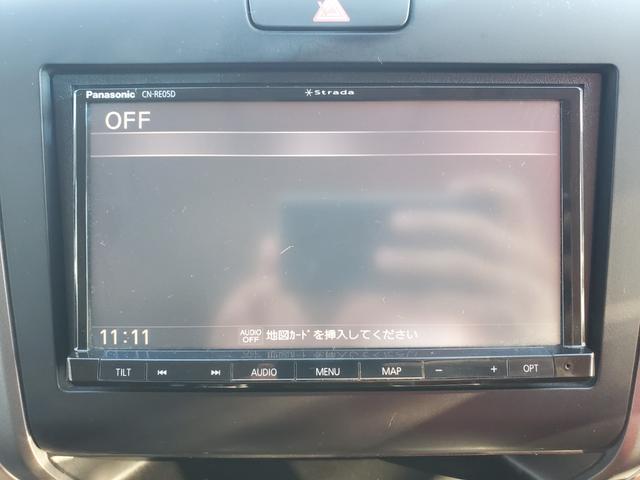 Panasonic CN-RE05D Strada
OFF
11:11 AUDIO OFF 地図ｶｰﾄﾞを挿入してください
TILT AUDIO MENU MAP − + OPT